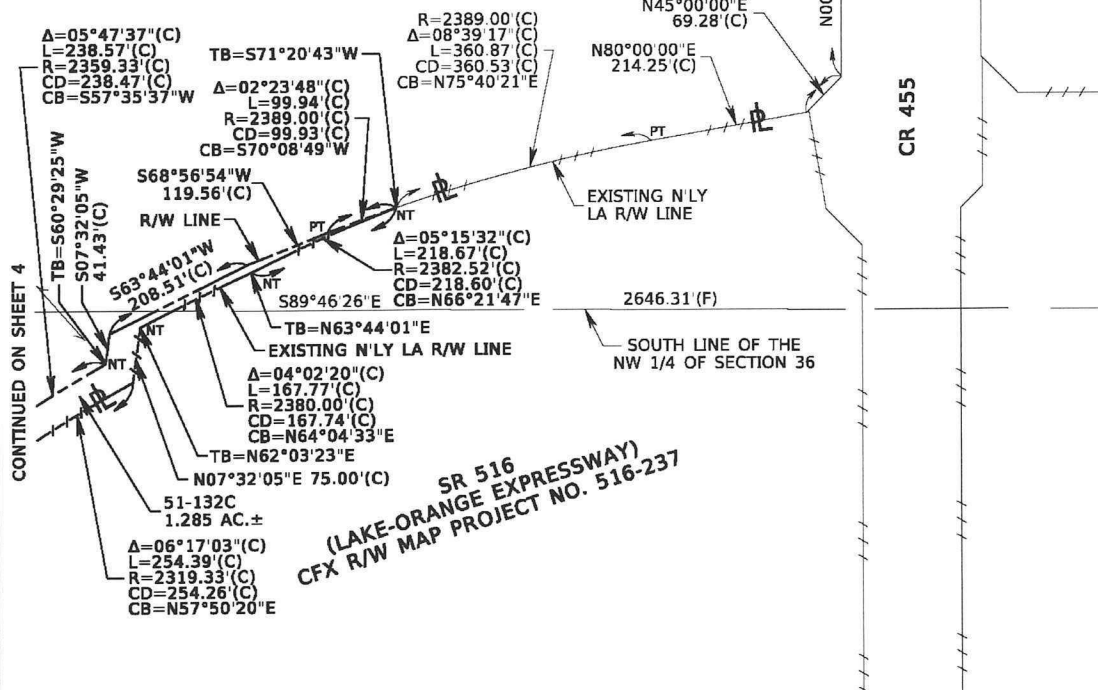 Δ=05°47'37"(C)
L=238.57'(C)
R=2359.33'(C)
CD=238.47'(C)
CB=S57°35'37"W
TB=S71°20'43"W
Δ=02°23'48"(C)
L=99.94'(C)
R=2389.00'(C)
CD=99.93'(C)
CB=S70°08'49"W
R=2389.00'(C)
Δ=08°39'17"(C)
L=360.87'(C)
CD=360.53'(C)
CB=N75°40'21"E
N45°00'00"E
69.28'(C)
N80°00'00"E
214.25'(C)
N00
CR 455
PL
PT
PL
NT
EXISTING N'LY
LA R/W LINE
TB=S60°29'25"W
S07°32'05"W
41.43'(C)
S68°56'54"W
119.56'(C)
R/W LINE
PT
S63°44'01"W
208.51'(C)
NT
Δ=05°15'32"(C)
L=218.67'(C)
R=2382.52'(C)
CD=218.60'(C)
CB=N66°21'47"E
S89°46'26"E
2646.31'(F)
SOUTH LINE OF THE
NW 1/4 OF SECTION 36
TB=N63°44'01"E
EXISTING N'LY LA R/W LINE
NT
NT
CONTINUED ON SHEET 4
PL
Δ=04°02'20"(C)
L=167.77'(C)
R=2380.00'(C)
CD=167.74'(C)
CB=N64°04'33"E
TB=N62°03'23"E
N07°32'05"E 75.00'(C)
51-132C
1.285 AC.±
Δ=06°17'03"(C)
L=254.39'(C)
R=2319.33'(C)
CD=254.26'(C)
CB=N57°50'20"E
SR 516
(LAKE-ORANGE EXPRESSWAY)
CFX R/W MAP PROJECT NO. 516-237